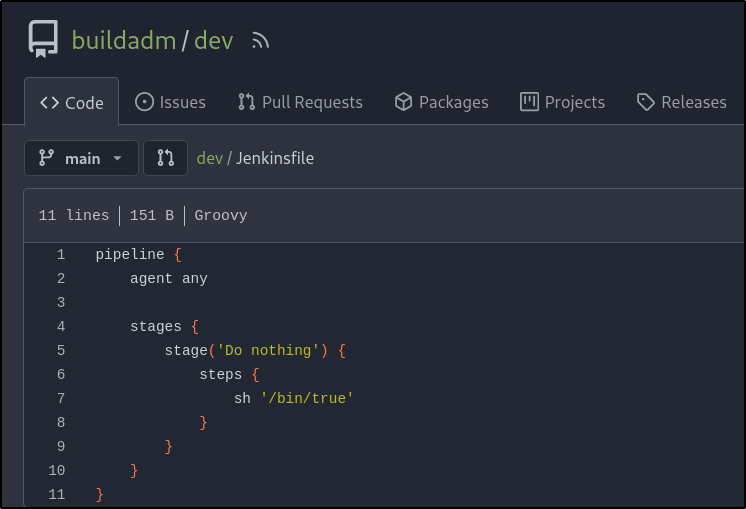 buildadm/dev
Code Issues Pull Requests Packages Projects Releases
main dev/Jenkinsfile
11 lines | 151 B | Groovy
1 pipeline {
2     agent any
3
4     stages {
5         stage('Do nothing') {
6             steps {
7                 sh '/bin/true'
8             }
9         }
10     }
11 }